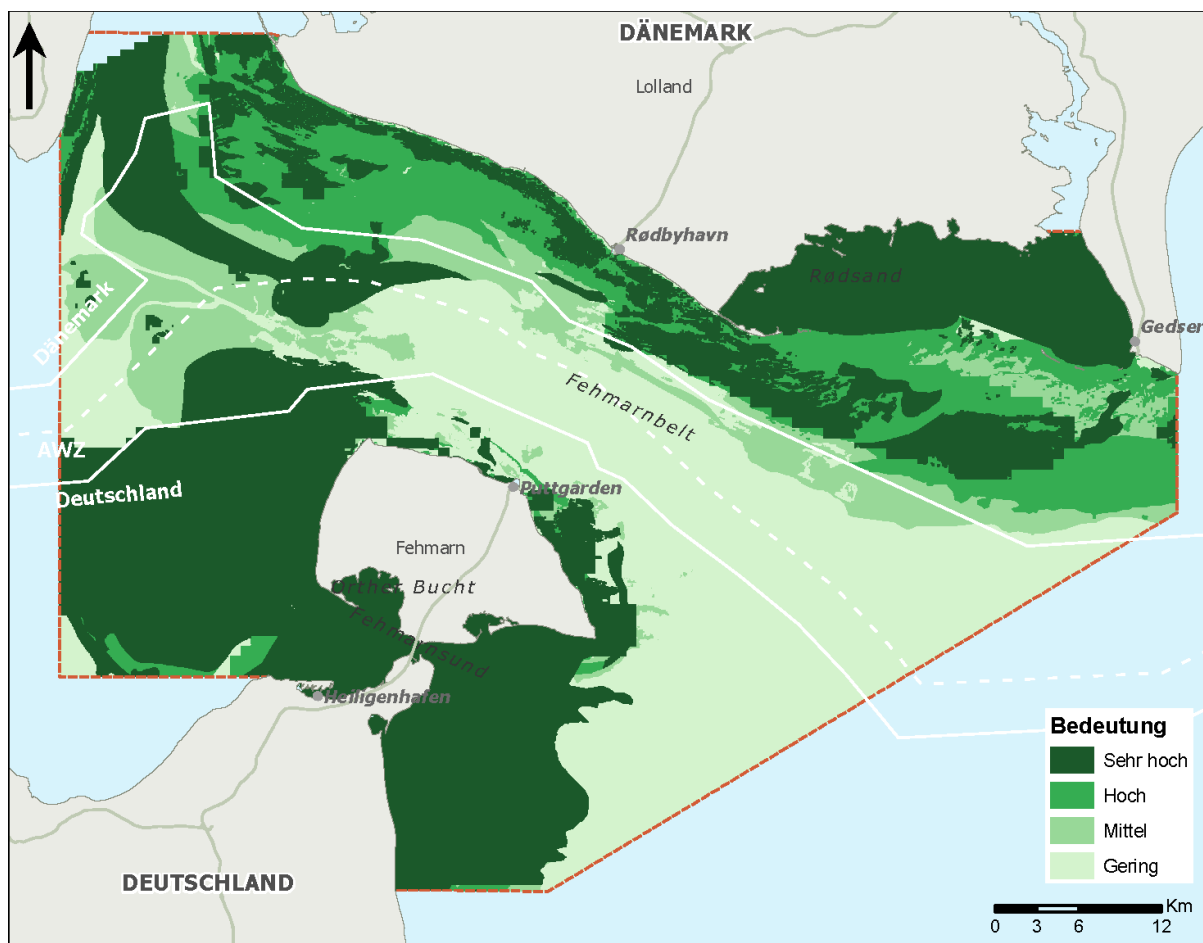 DÄNEMARK
Lolland
Rødbyhavn
Rødsand
Gedser
Dänemark
Fehmarnbelt
AWZ
Deutschland
Puttgarden
Fehmarn
Orther Bucht
Fehmarnsund
Heiligenhafen
DEUTSCHLAND
Bedeutung
Sehr hoch
Hoch
Mittel
Gering
Km
0 3 6 12